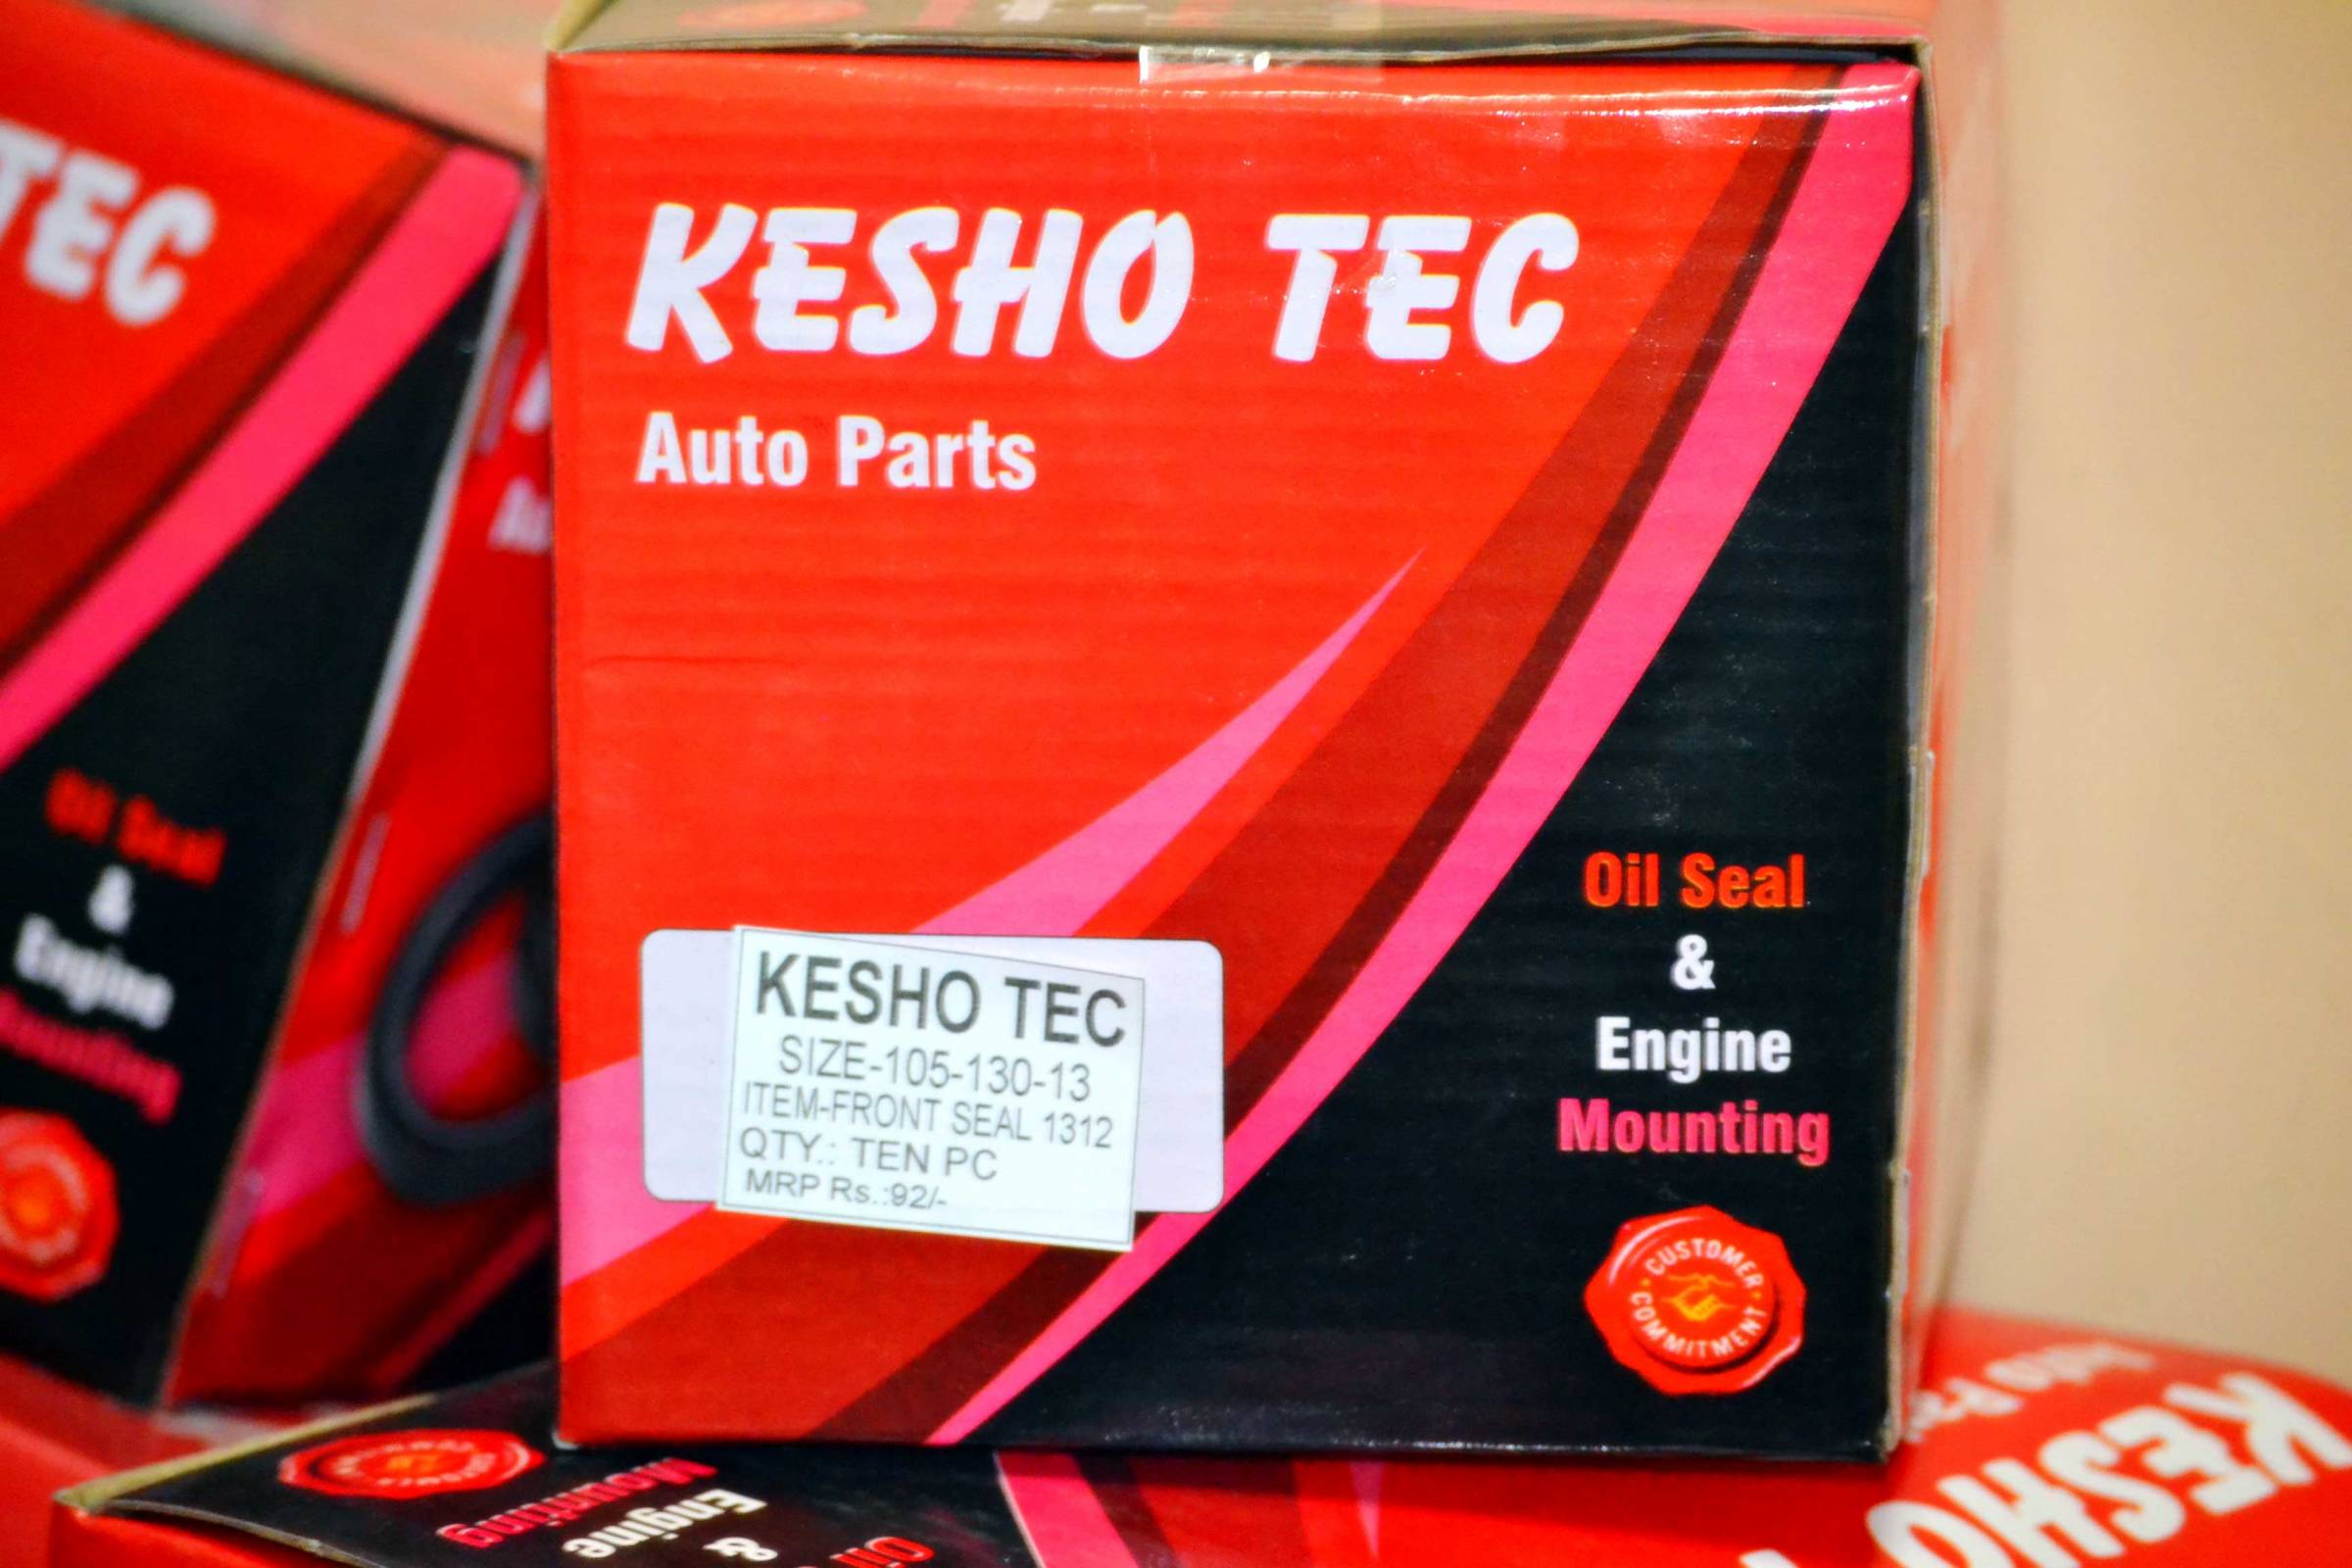 TEC
Oil Seal
&
Engine
Mounting
KESHO TEC
Auto Parts
KESHO TEC
SIZE-105-130-13
ITEM-FRONT SEAL 1312
QTY.: TEN PC
MRP Rs.:92/-
Oil Seal
&
Engine
Mounting
CUSTOMER
COMMITMENT
Oil
&
Engine
Mounting
KESHO